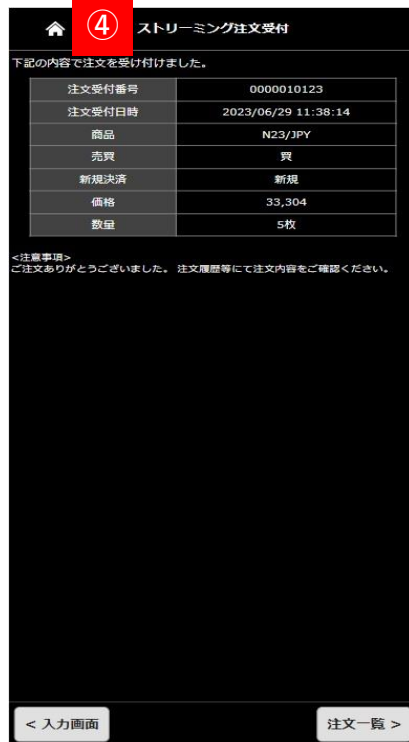 ④ ストリーミング注文受付
下記の内容で注文を受け付けました。
注文受付番号 0000010123
注文受付日時 2023/06/29 11:38:14
商品 N23/JPY
売買 買
新規決済 新規
価格 33,304
数量 5枚
<注意事項>
ご注文ありがとうございました。 注文履歴等にて注文内容をご確認ください。
< 入力画面 注文一覧 >